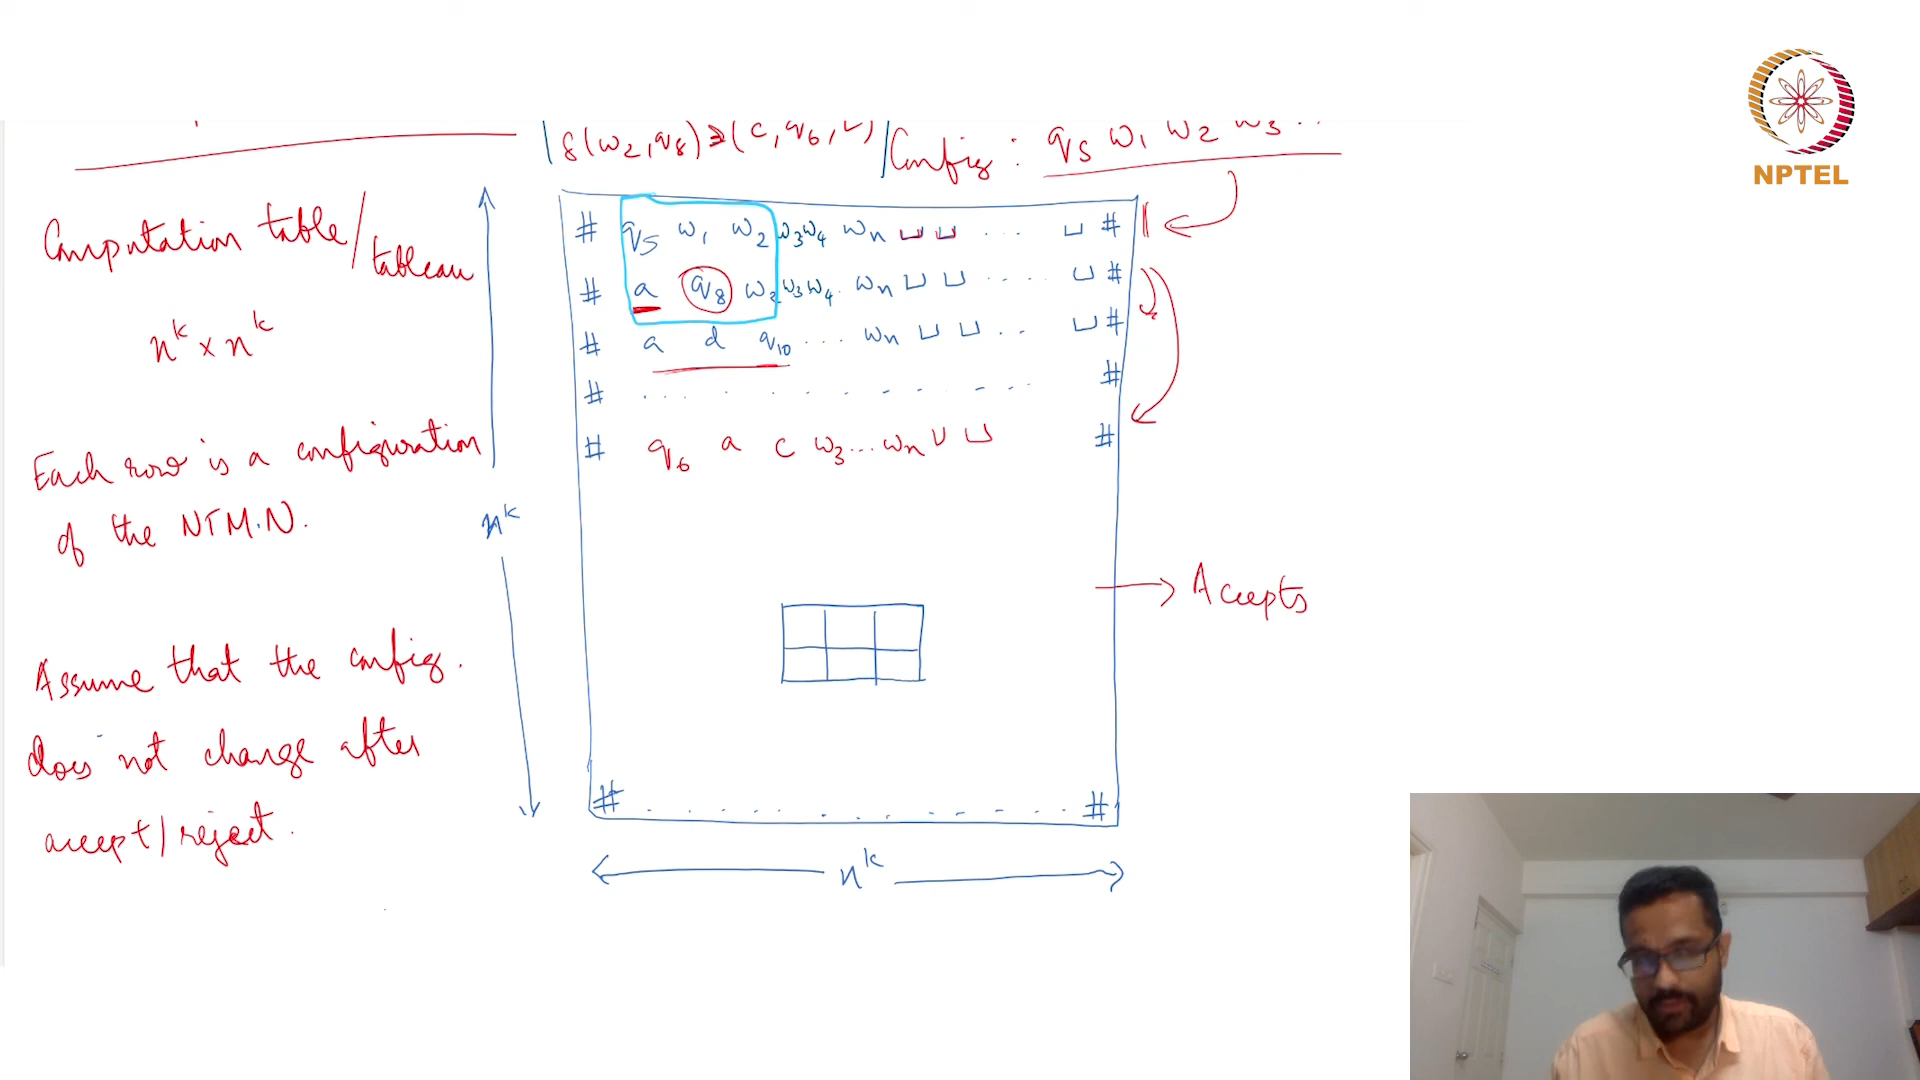 δ(w₂, q₈) ∋ (c, q₆, L) Config : q_s w₁ w₂ w₃ ..
NPTEL
Computation table/
tableau
n^k × n^k
Each row is a configuration
of the NTM N.
Assume that the config.
does not change after
accept/reject.
# q_s w₁ w₂ w₃ w₄ wₙ ⊔ ⊔ ... ⊔ #
# a q₈ w₂ w₃ w₄ . wₙ ⊔ ⊔ .... ⊔ #
# a d q₁₀ ... wₙ ⊔ ⊔ ... ⊔ #
# .......... #
# q₆ a c w₃ ... wₙ ⊔ ⊔ #
n^k
Accepts
# .......... #
n^k